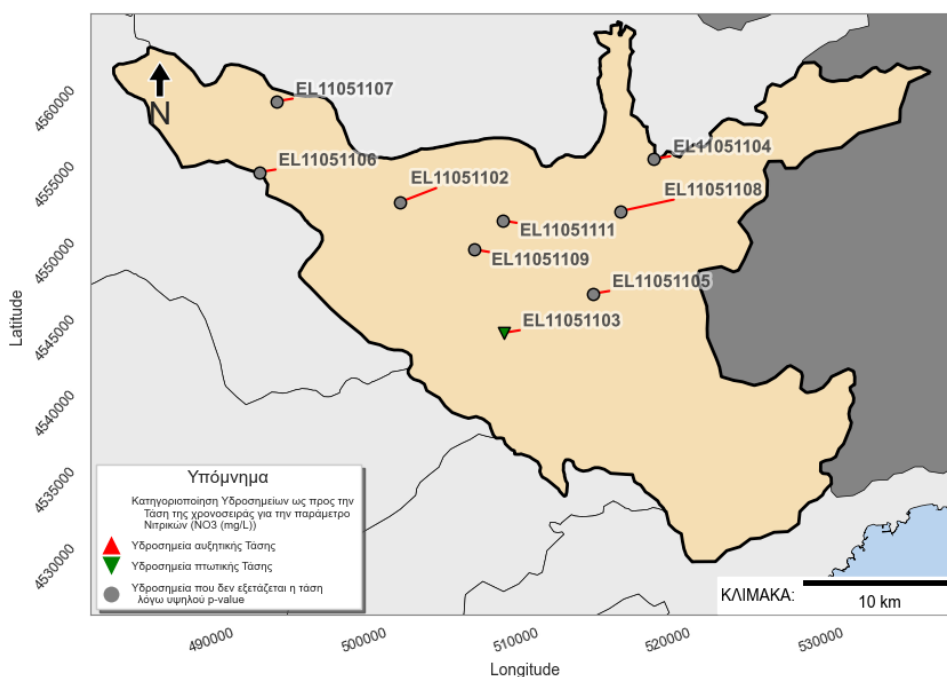 N
EL11051107
EL11051104
EL11051106
EL11051102
EL11051108
EL11051111
EL11051109
EL11051105
EL11051103
4560000
4555000
4550000
4545000
4540000
4535000
4530000
Latitude
Υπόμνημα
Κατηγοριοποίηση Υδροσημείων ως προς την
Τάση της χρονοσειράς για την παράμετρο
Νιτρικών (NO3 (mg/L))
Υδροσημεία αυξητικής Τάσης
Υδροσημεία πτωτικής Τάσης
Υδροσημεία που δεν εξετάζεται η τάση
λόγω υψηλού p-value
ΚΛΙΜΑΚΑ:
10 km
490000
500000
510000
520000
530000
Longitude